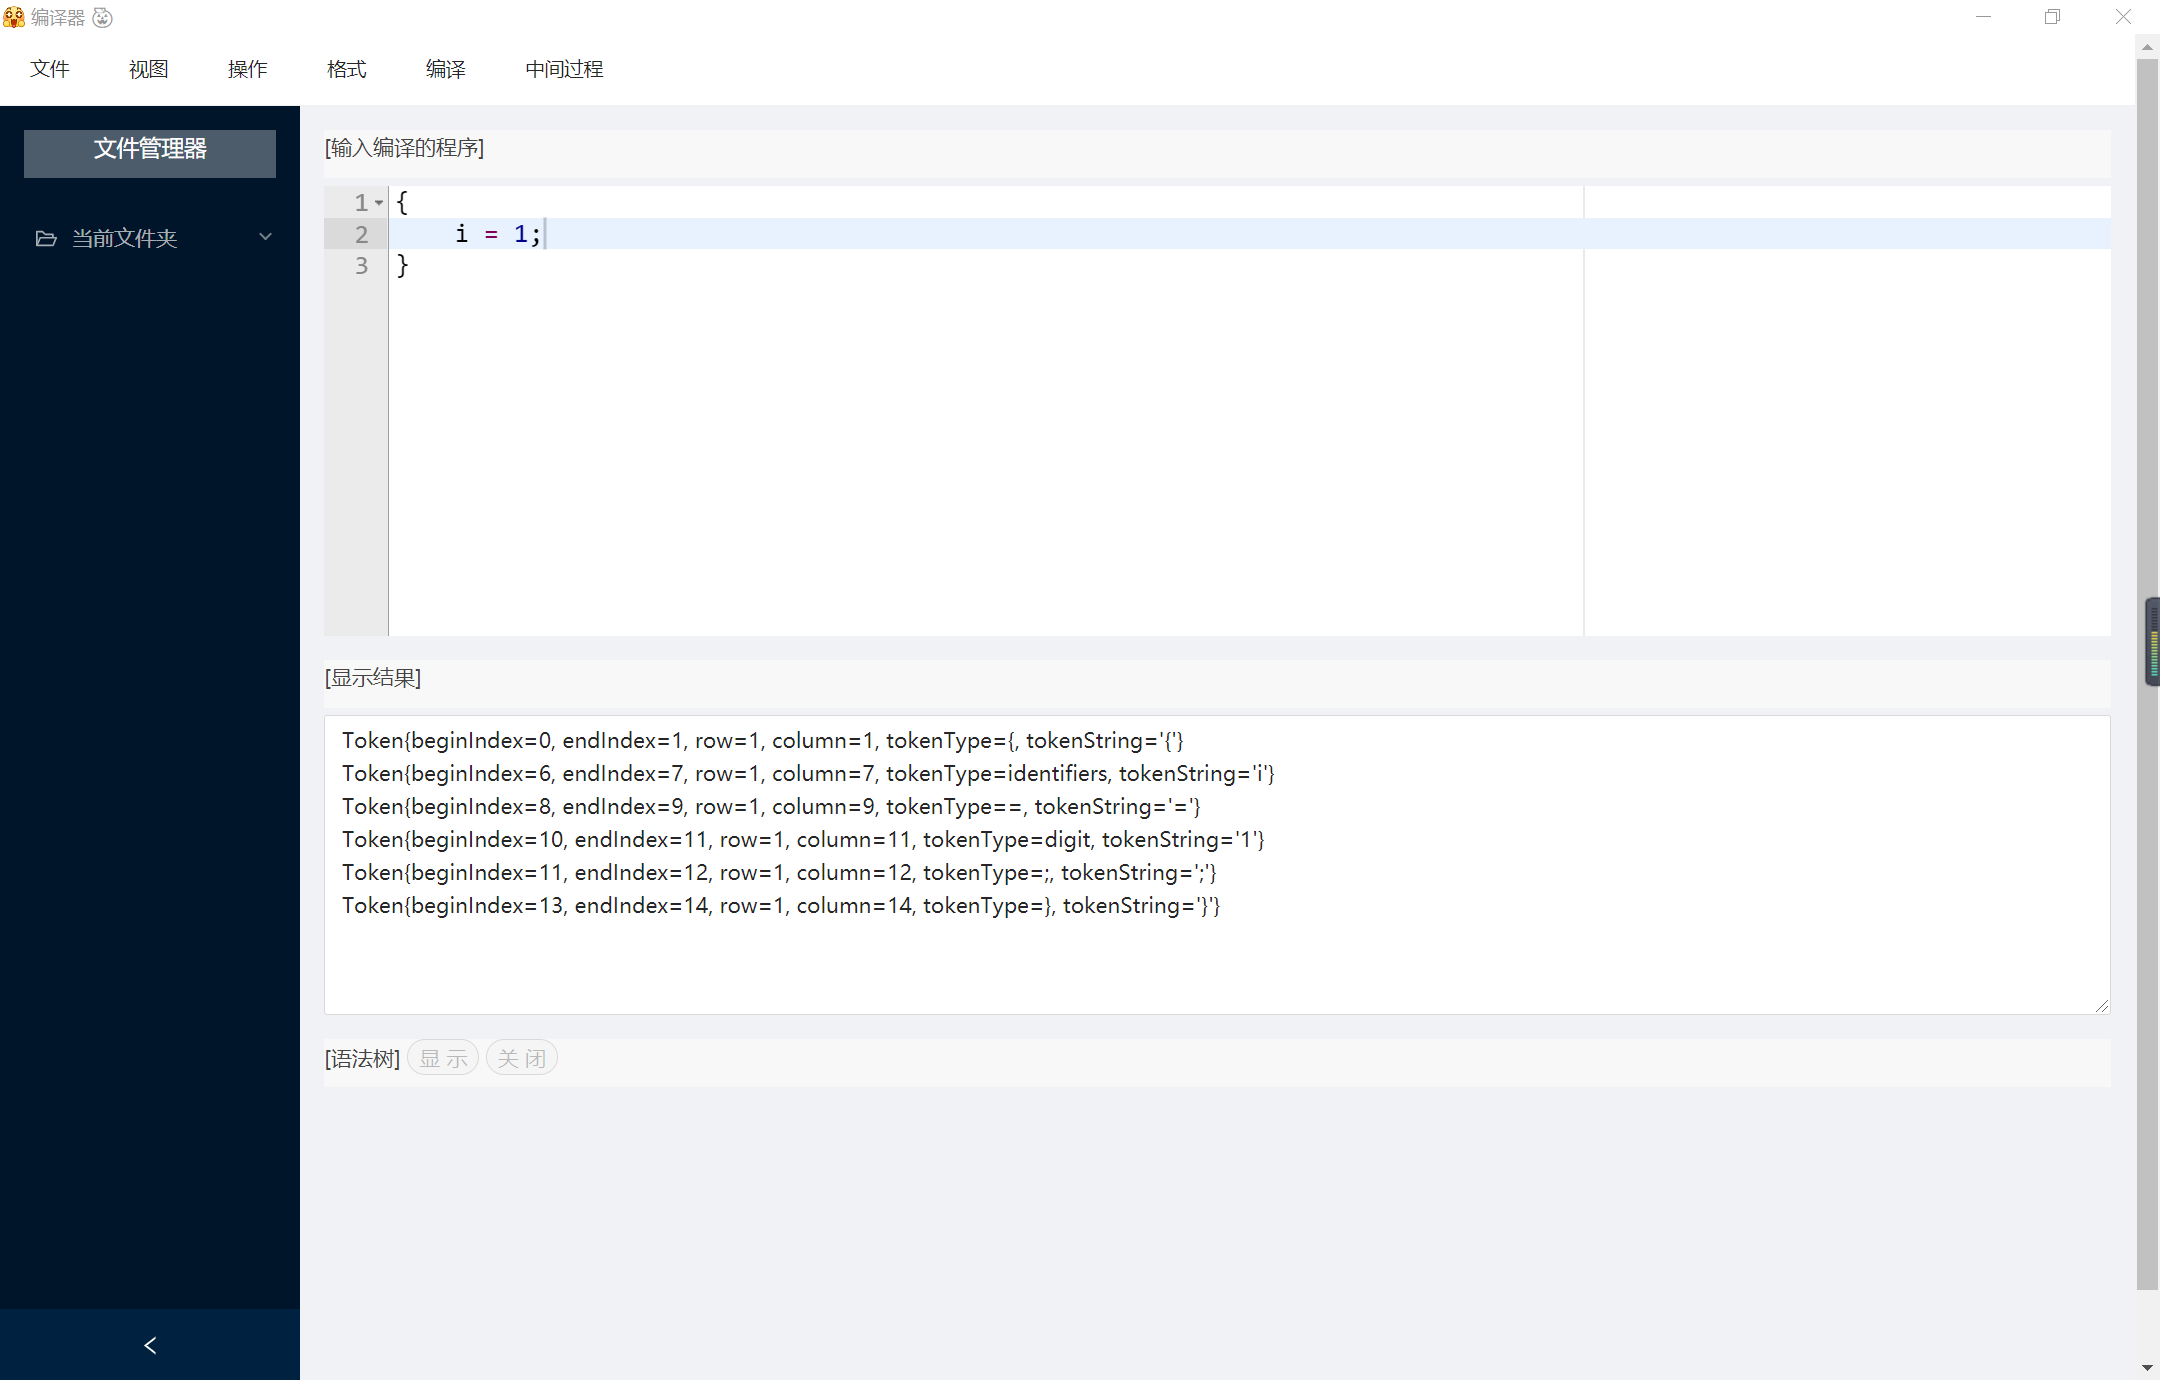 编译器
文件 视图 操作 格式 编译 中间过程
文件管理器
当前文件夹
[输入编译的程序]
1 {
2     i = 1;
3 }
[显示结果]
Token{beginIndex=0, endIndex=1, row=1, column=1, tokenType={, tokenString='{'}
Token{beginIndex=6, endIndex=7, row=1, column=7, tokenType=identifiers, tokenString='i'}
Token{beginIndex=8, endIndex=9, row=1, column=9, tokenType==, tokenString='='}
Token{beginIndex=10, endIndex=11, row=1, column=11, tokenType=digit, tokenString='1'}
Token{beginIndex=11, endIndex=12, row=1, column=12, tokenType=;, tokenString=';'}
Token{beginIndex=13, endIndex=14, row=1, column=14, tokenType=}, tokenString='}'}
[语法树] 显 示 关 闭